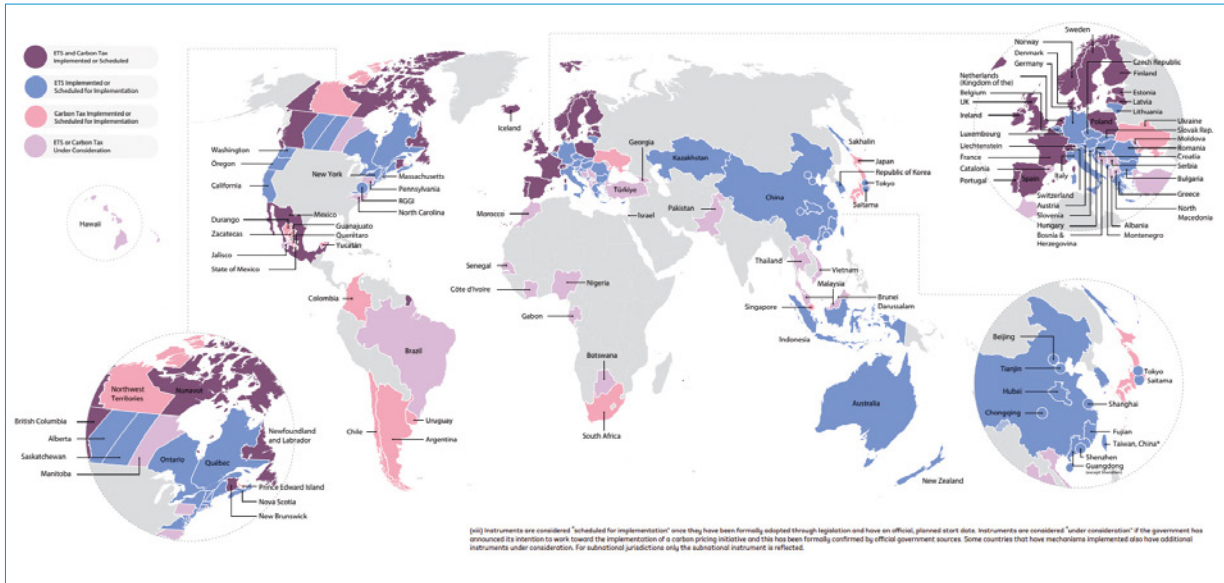 ETS and Carbon Tax
Implemented or Scheduled
ETS Implemented or
Scheduled for Implementation
Carbon Tax Implemented or
Scheduled for Implementation
ETS or Carbon Tax
Under Consideration
Hawaii
Washington
Oregon
California
New York
Massachusetts
Pennsylvania
RGGI
North Carolina
Mexico
Durango
Guanajuato
Zacatecas
Querétaro
Yucatán
Jalisco
State of Mexico
Colombia
Brazil
Uruguay
Chile
Argentina
Iceland
Georgia
Türkiye
Israel
Morocco
Senegal
Côte d'Ivoire
Nigeria
Gabon
Botswana
South Africa
Kazakhstan
Pakistan
China
Sakhalin
Japan
Republic of Korea
Tokyo
Saitama
Thailand
Vietnam
Malaysia
Singapore
Brunei
Darussalam
Indonesia
Australia
New Zealand
Sweden
Norway
Denmark
Germany
Netherlands
(Kingdom of the)
Belgium
UK
Ireland
Luxembourg
Liechtenstein
France
Catalonia
Portugal
Spain
Italy
Switzerland
Austria
Slovenia
Hungary
Bosnia &
Herzegovina
Czech Republic
Finland
Estonia
Latvia
Lithuania
Poland
Ukraine
Slovak Rep.
Moldova
Romania
Croatia
Serbia
Bulgaria
Greece
North
Macedonia
Albania
Montenegro
Northwest
Territories
Nunavut
British Columbia
Alberta
Saskatchewan
Manitoba
Ontario
Québec
Newfoundland
and Labrador
Prince Edward Island
Nova Scotia
New Brunswick
Beijing
Tianjin
Hubei
Chongqing
Tokyo
Saitama
Shanghai
Fujian
Taiwan, China*
Shenzhen
Guangdong
(except Shenzhen)
(xiii) Instruments are considered "scheduled for implementation" once they have been formally adopted through legislation and have an official, planned start date. Instruments are considered "under consideration" if the government has
announced its intention to work toward the implementation of a carbon pricing initiative and this has been formally confirmed by official government sources. Some countries that have mechanisms implemented also have additional
instruments under consideration. For subnational jurisdictions only the subnational instrument is reflected.